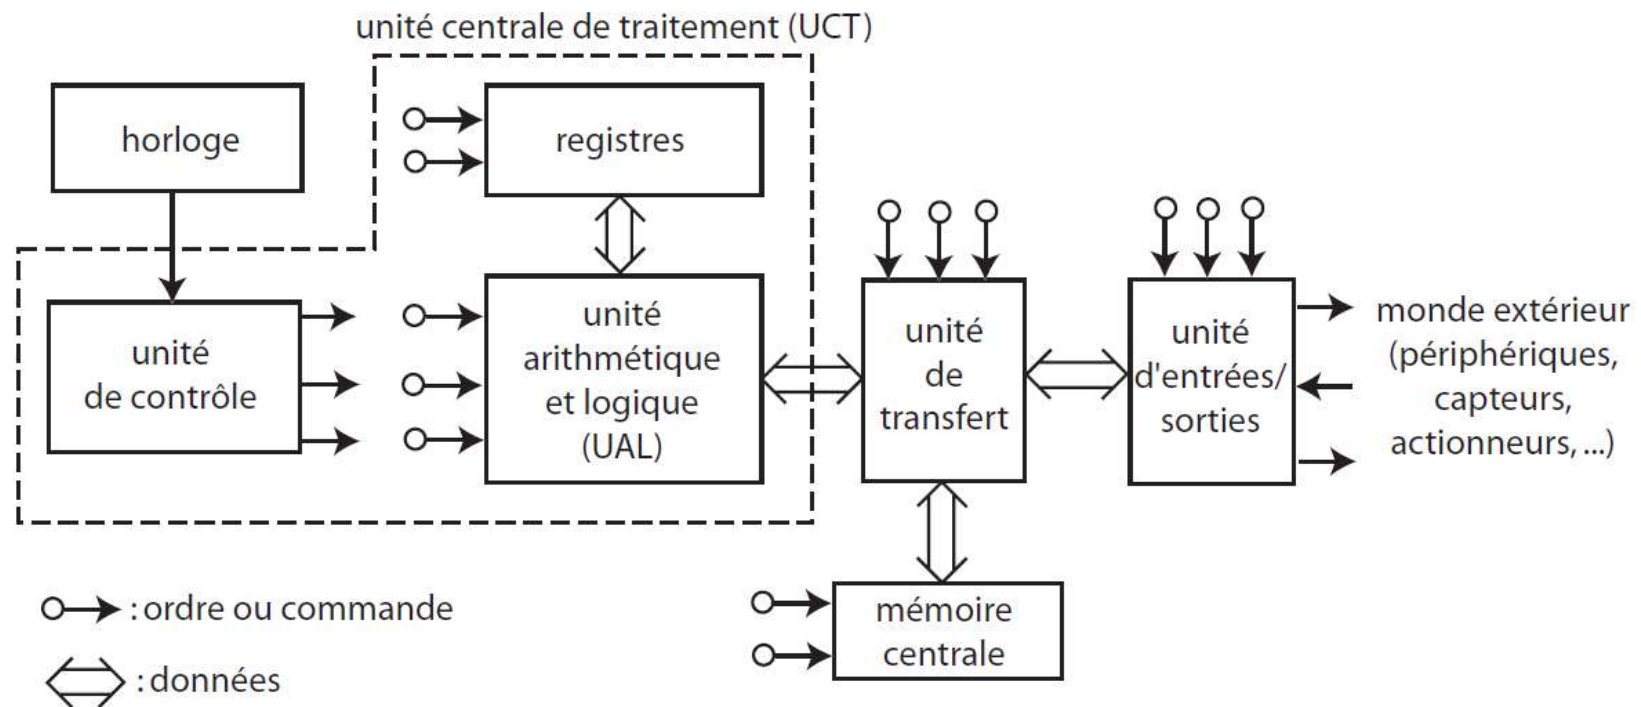 unité centrale de traitement (UCT)
horloge
registres
unité
de contrôle
unité
arithmétique
et logique
(UAL)
unité
de
transfert
unité
d'entrées/
sorties
monde extérieur
(périphériques,
capteurs,
actionneurs, ...)
mémoire
centrale
: ordre ou commande
: données